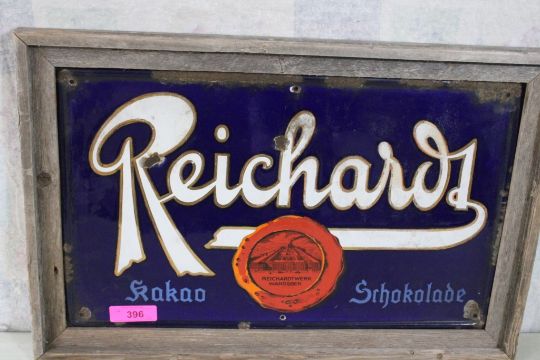 Reichardt
REICHARDTWERK
WANDSBEK
Kakao
Schokolade
396